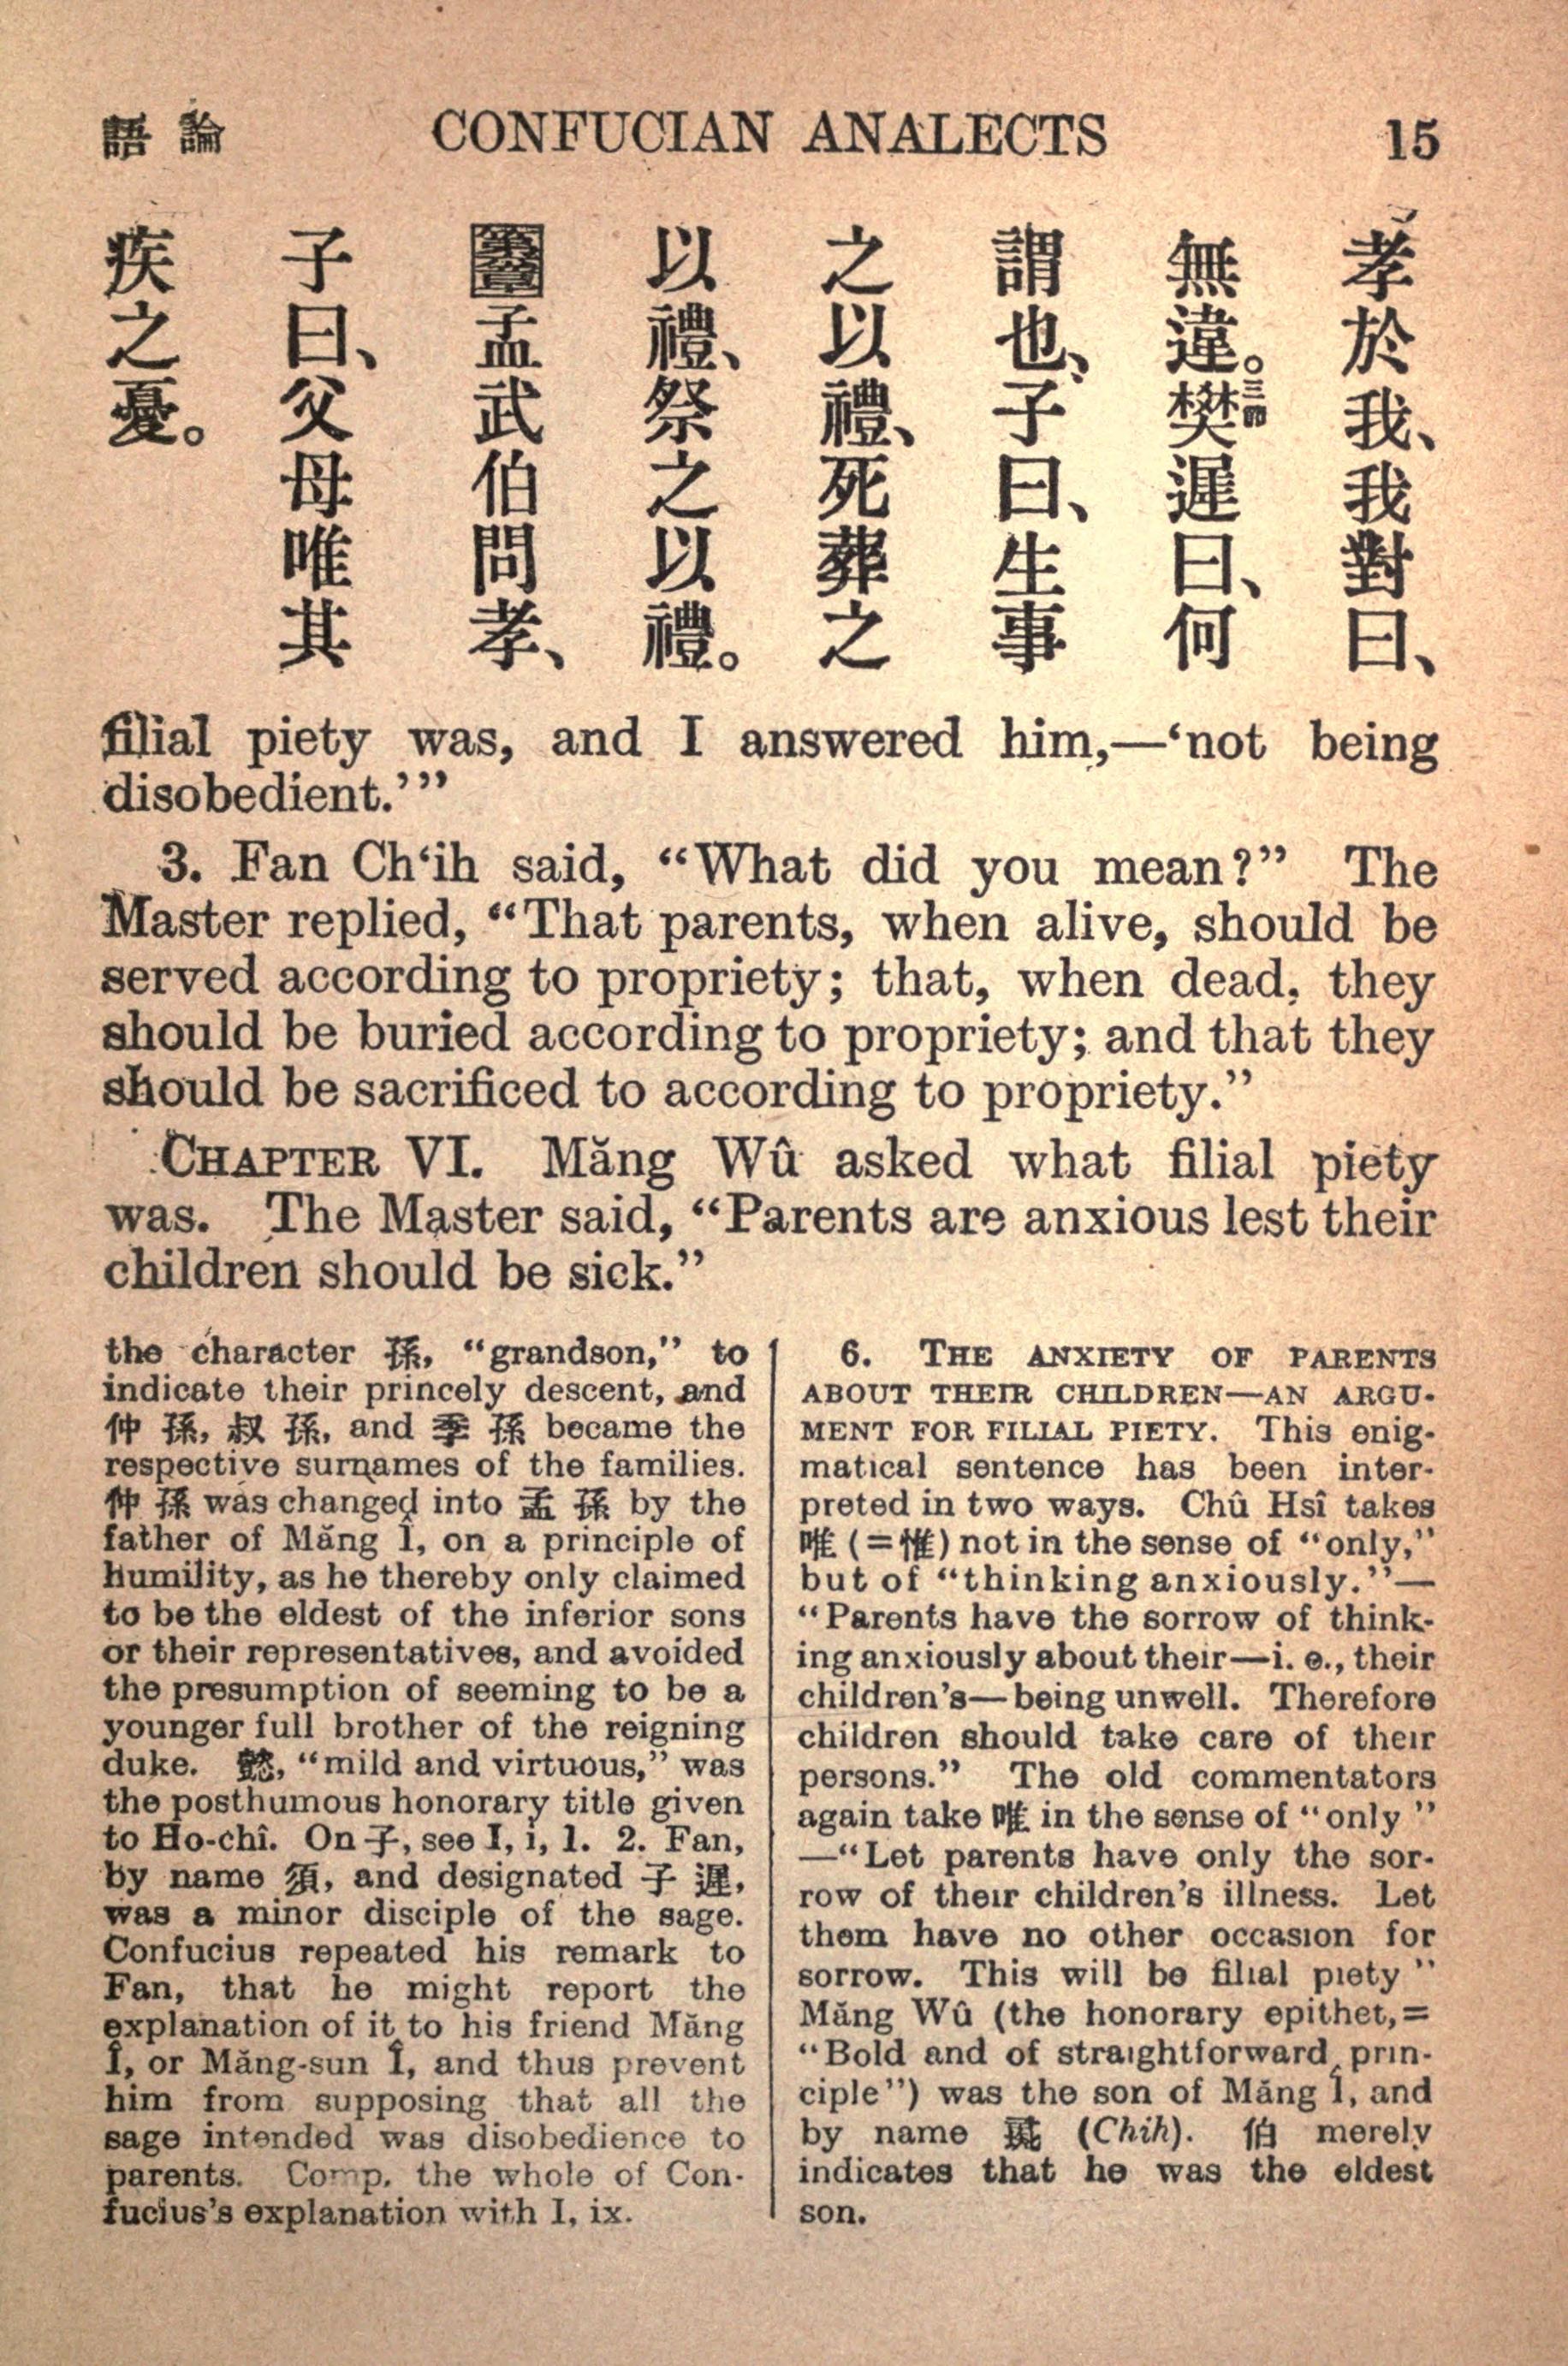 語論 CONFUCIAN ANALECTS 15
孝於我、我對曰、
無違。樊遲曰、何
三節
謂也、子曰、生事
之以禮、死葬之
以禮、祭之以禮。
孟武伯問孝、
子曰、父母唯其
疾之憂。
filial piety was, and I answered him,—‘not being
disobedient.’”
3. Fan Ch‘ih said, “What did you mean?” The
Master replied, “That parents, when alive, should be
served according to propriety; that, when dead, they
should be buried according to propriety; and that they
should be sacrificed to according to propriety.”
CHAPTER VI. Măng Wû asked what filial piety
was. The Master said, “Parents are anxious lest their
children should be sick.”
the character 孫, “grandson,” to
indicate their princely descent, and
仲孫, 叔孫, and 季孫 became the
respective surnames of the families.
仲孫 was changed into 孟孫 by the
father of Măng Î, on a principle of
humility, as he thereby only claimed
to be the eldest of the inferior sons
or their representatives, and avoided
the presumption of seeming to be a
younger full brother of the reigning
duke. 懿, “mild and virtuous,” was
the posthumous honorary title given
to Ho-chî. On 子, see I, i, 1. 2. Fan,
by name 須, and designated 子遲,
was a minor disciple of the sage.
Confucius repeated his remark to
Fan, that he might report the
explanation of it to his friend Măng
Î, or Măng-sun Î, and thus prevent
him from supposing that all the
sage intended was disobedience to
parents. Comp. the whole of Con-
fucius’s explanation with I, ix.
6. THE ANXIETY OF PARENTS
ABOUT THEIR CHILDREN—AN ARGU-
MENT FOR FILIAL PIETY. This enig-
matical sentence has been inter-
preted in two ways. Chû Hsî takes
唯 (=惟) not in the sense of “only,”
but of “thinking anxiously.”—
“Parents have the sorrow of think-
ing anxiously about their—i. e., their
children’s—being unwell. Therefore
children should take care of their
persons.” The old commentators
again take 唯 in the sense of “only”
—“Let parents have only the sor-
row of their children’s illness. Let
them have no other occasion for
sorrow. This will be filial piety”
Măng Wû (the honorary epithet,=
“Bold and of straightforward prin-
ciple”) was the son of Măng Î, and
by name 彘 (Chih). 伯 merely
indicates that he was the eldest
son.